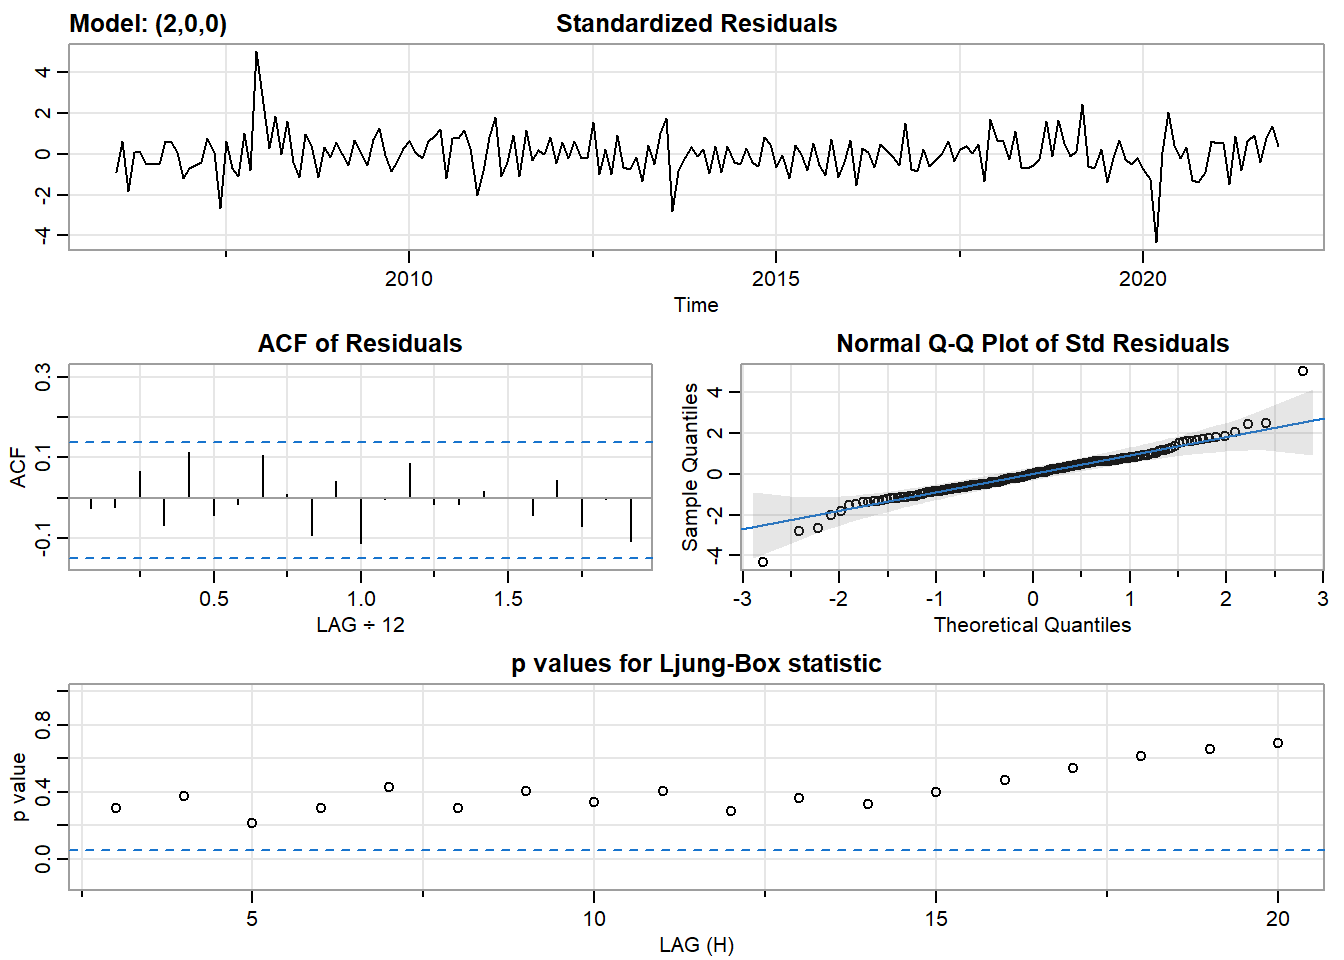 Model: (2,0,0) Standardized Residuals
4
2
0
-2
-4
2010 2015 2020
Time
ACF of Residuals
ACF
0.3
0.1
-0.1
0.5 1.0 1.5
LAG ÷ 12
Normal Q-Q Plot of Std Residuals
Sample Quantiles
4
2
0
-2
-4
-3 -2 -1 0 1 2 3
Theoretical Quantiles
p values for Ljung-Box statistic
p value
0.8
0.4
0.0
5 10 15 20
LAG (H)